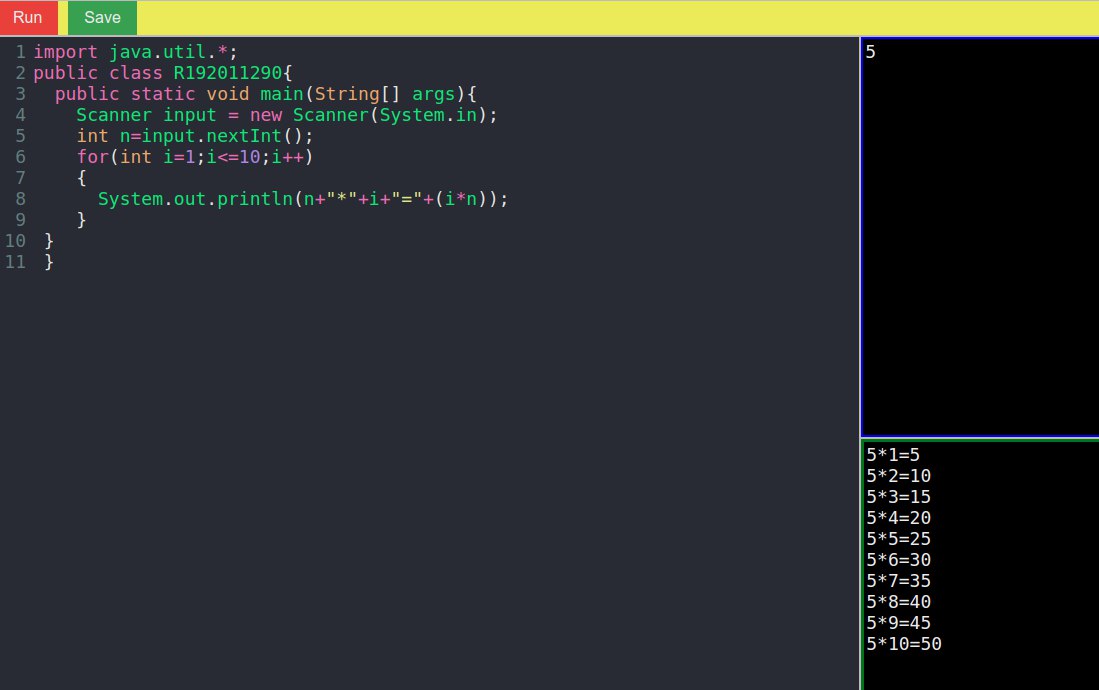 Run Save
1 import java.util.*;
2 public class R192011290{
3   public static void main(String[] args){
4     Scanner input = new Scanner(System.in);
5     int n=input.nextInt();
6     for(int i=1;i<=10;i++)
7     {
8       System.out.println(n+"*"+i+"="+(i*n));
9     }
10  }
11  }
5
5*1=5
5*2=10
5*3=15
5*4=20
5*5=25
5*6=30
5*7=35
5*8=40
5*9=45
5*10=50